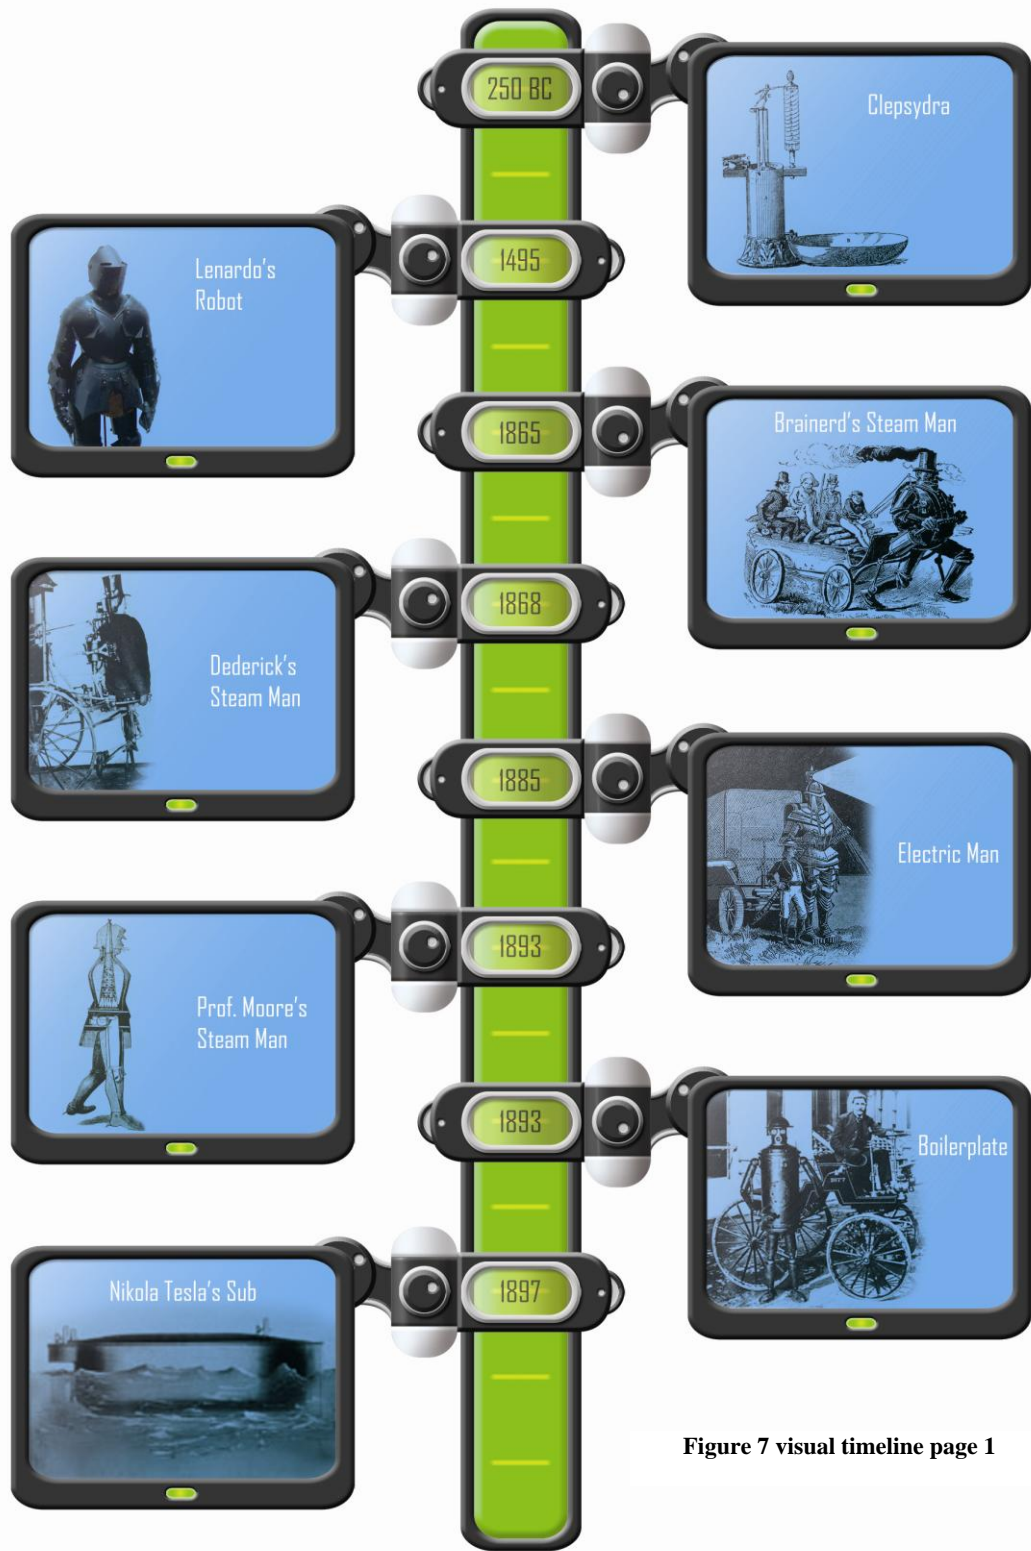 250 BC
Clepsydra
1495
Lenardo's
Robot
1865
Brainerd's Steam Man
1868
Dederick's
Steam Man
1885
Electric Man
1893
Prof. Moore's
Steam Man
1893
Boilerplate
1897
Nikola Tesla's Sub
Figure 7 visual timeline page 1